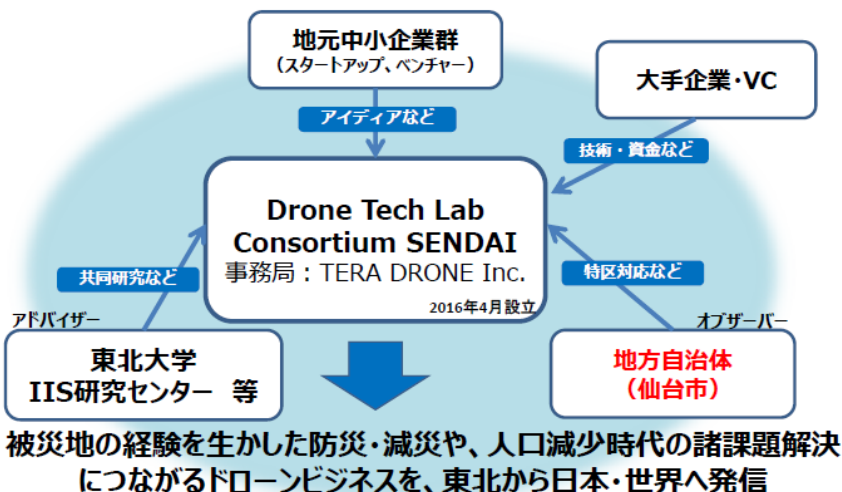 地元中小企業群
(スタートアップ、ベンチャー)
大手企業・VC
アイディアなど
技術・資金など
Drone Tech Lab
Consortium SENDAI
事務局：TERA DRONE Inc.
2016年4月設立
共同研究など
特区対応など
アドバイザー
オブザーバー
東北大学
IIS研究センター 等
地方自治体
（仙台市）
被災地の経験を生かした防災・減災や、人口減少時代の諸課題解決
につながるドローンビジネスを、東北から日本・世界へ発信